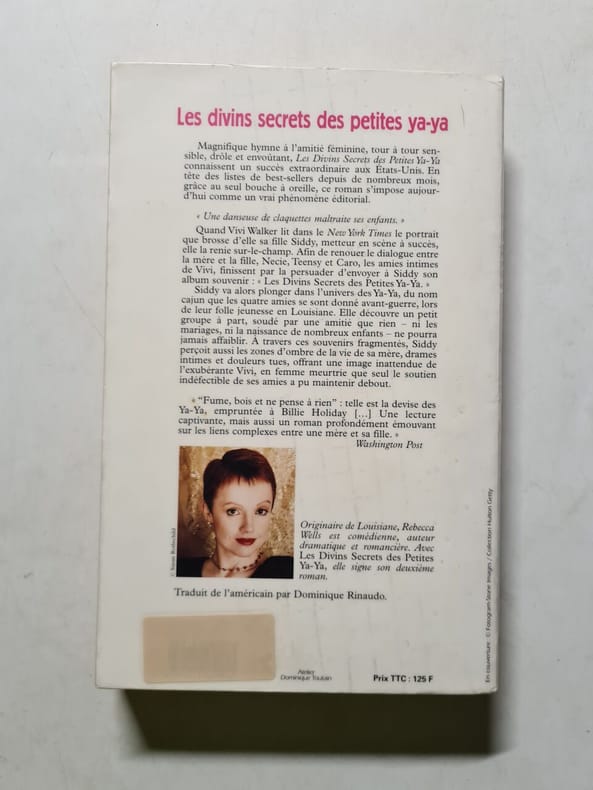 Les divins secrets des petites ya-ya
Magnifique hymne à l'amitié féminine, tour à tour sen-
sible, drôle et envoûtant, Les Divins Secrets des Petites Ya-Ya
connaissent un succès extraordinaire aux États-Unis. En
tête des listes de best-sellers depuis de nombreux mois,
grâce au seul bouche à oreille, ce roman s'impose aujour-
d'hui comme un vrai phénomène éditorial.
« Une danseuse de claquettes maltraite ses enfants. »
Quand Vivi Walker lit dans le New York Times le portrait
que brosse d'elle sa fille Siddy, metteur en scène à succès,
elle la renie sur-le-champ. Afin de renouer le dialogue entre
la mère et la fille, Necie, Teensy et Caro, les amies intimes
de Vivi, finissent par la persuader d'envoyer à Siddy son
album souvenir : « Les Divins Secrets des Petites Ya-Ya. »
Siddy va alors plonger dans l'univers des Ya-Ya, du nom
cajun que les quatre amies se sont donné avant-guerre, lors
de leur folle jeunesse en Louisiane. Elle découvre un petit
groupe à part, soudé par une amitié que rien – ni les
mariages, ni la naissance de nombreux enfants – ne pourra
jamais affaiblir. À travers ces souvenirs fragmentés, Siddy
perçoit aussi les zones d'ombre de la vie de sa mère, drames
intimes et douleurs tues, offrant une image inattendue de
l'exubérante Vivi, en femme meurtrie que seul le soutien
indéfectible de ses amies a pu maintenir debout.
« "Fume, bois et ne pense à rien" : telle est la devise des
Ya-Ya, empruntée à Billie Holiday [...] Une lecture
captivante, mais aussi un roman profondément émouvant
sur les liens complexes entre une mère et sa fille. »
Washington Post
© Susan Rothschild
Originaire de Louisiane, Rebecca
Wells est comédienne, auteur
dramatique et romancière. Avec
Les Divins Secrets des Petites
Ya-Ya, elle signe son deuxième
roman.
Traduit de l'américain par Dominique Rinaudo.
Atelier
Dominique Toutain
Prix TTC : 125 F
En couverture : © Fotogram-Stone Images / Collection Hulton Getty